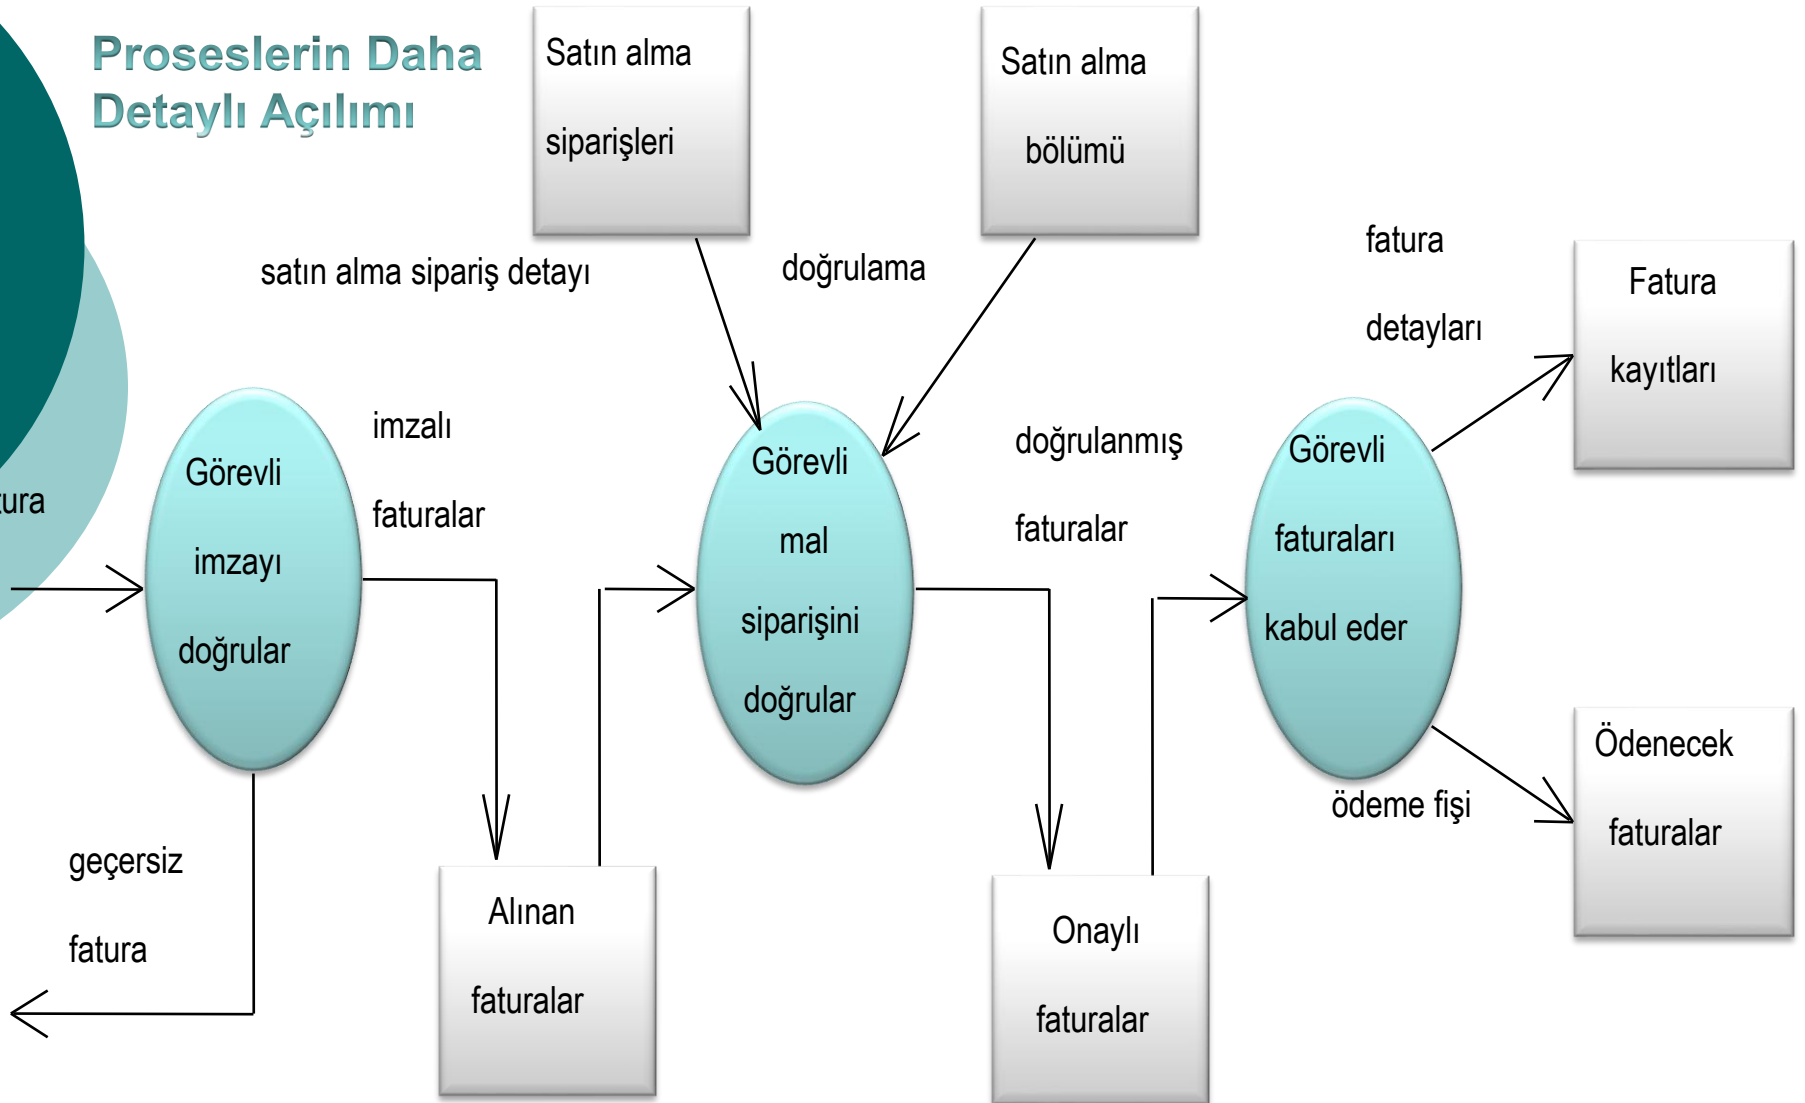 Proseslerin Daha
Detaylı Açılımı
Satın alma
siparişleri
Satın alma
bölümü
satın alma sipariş detayı
doğrulama
fatura
detayları
Fatura
kayıtları
Görevli
imzayı
doğrular
imzalı
faturalar
Görevli
mal
siparişini
doğrular
doğrulanmış
faturalar
Görevli
faturaları
kabul eder
ödeme fişi
Ödenecek
faturalar
geçersiz
fatura
Alınan
faturalar
Onaylı
faturalar